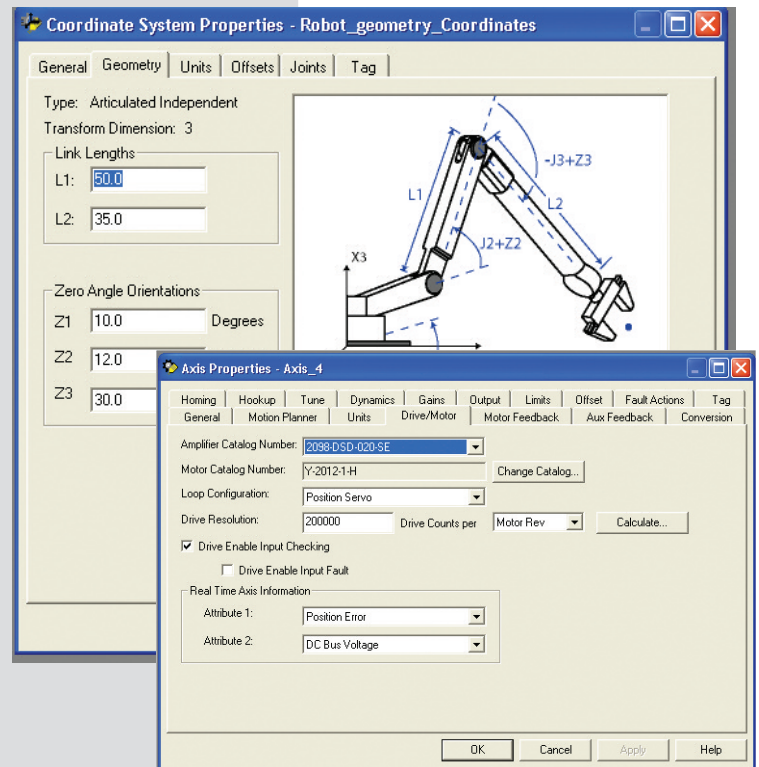 Coordinate System Properties - Robot_geometry_Coordinates
General Geometry Units Offsets Joints Tag
Type: Articulated Independent
Transform Dimension: 3
Link Lengths
L1: 50.0
L2: 35.0
Zero Angle Orientations
Z1 10.0 Degrees
Z2 12.0
Z3 30.0
-J3+Z3
L1
L2
J2+Z2
X3
Axis Properties - Axis_4
Homing Hookup Tune Dynamics Gains Output Limits Offset Fault Actions Tag
General Motion Planner Units Drive/Motor Motor Feedback Aux Feedback Conversion
Amplifier Catalog Number: 2098-DSD-020-SE
Motor Catalog Number: Y-2012-1-H Change Catalog...
Loop Configuration: Position Servo
Drive Resolution: 200000 Drive Counts per Motor Rev Calculate...
Drive Enable Input Checking
Drive Enable Input Fault
Real Time Axis Information
Attribute 1: Position Error
Attribute 2: DC Bus Voltage
OK Cancel Apply Help